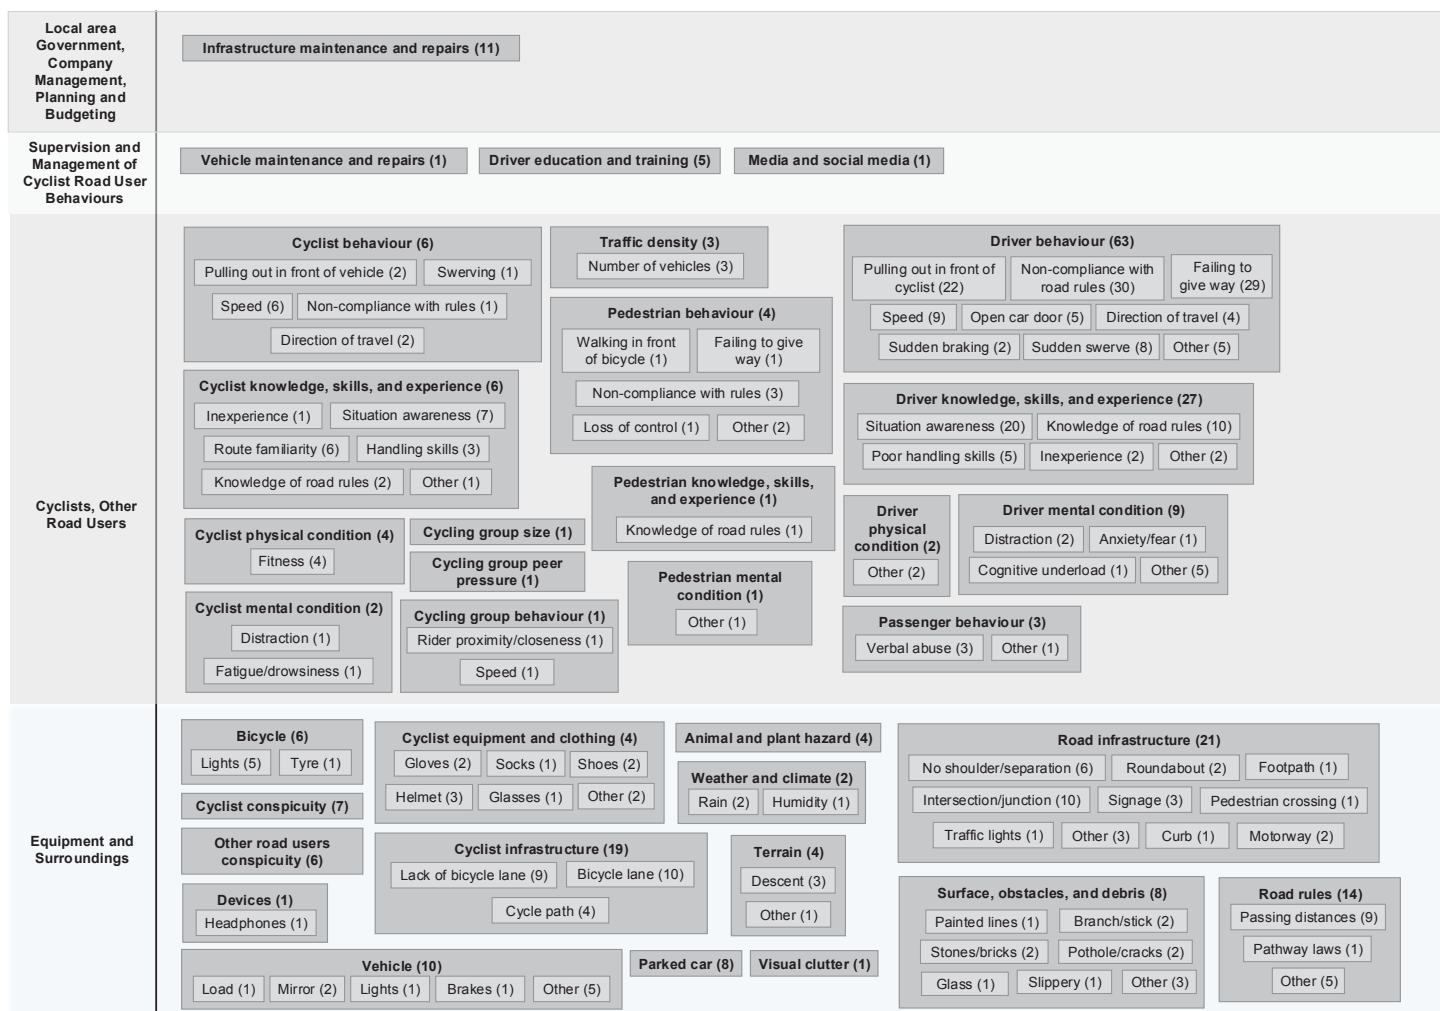 Local area
Government,
Company
Management,
Planning and
Budgeting
Infrastructure maintenance and repairs (11)
Supervision and
Management of
Cyclist Road User
Behaviours
Vehicle maintenance and repairs (1)
Driver education and training (5)
Media and social media (1)
Cyclists, Other
Road Users
Cyclist behaviour (6)
Pulling out in front of vehicle (2)
Swerving (1)
Speed (6)
Non-compliance with rules (1)
Direction of travel (2)
Cyclist knowledge, skills, and experience (6)
Inexperience (1)
Situation awareness (7)
Route familiarity (6)
Handling skills (3)
Knowledge of road rules (2)
Other (1)
Cyclist physical condition (4)
Fitness (4)
Cyclist mental condition (2)
Distraction (1)
Fatigue/drowsiness (1)
Cycling group size (1)
Cycling group peer
pressure (1)
Cycling group behaviour (1)
Rider proximity/closeness (1)
Speed (1)
Traffic density (3)
Number of vehicles (3)
Pedestrian behaviour (4)
Walking in front
of bicycle (1)
Failing to give
way (1)
Non-compliance with rules (3)
Loss of control (1)
Other (2)
Pedestrian knowledge, skills,
and experience (1)
Knowledge of road rules (1)
Pedestrian mental
condition (1)
Other (1)
Driver behaviour (63)
Pulling out in front of
cyclist (22)
Non-compliance with
road rules (30)
Failing to
give way (29)
Speed (9)
Open car door (5)
Direction of travel (4)
Sudden braking (2)
Sudden swerve (8)
Other (5)
Driver knowledge, skills, and experience (27)
Situation awareness (20)
Knowledge of road rules (10)
Poor handling skills (5)
Inexperience (2)
Other (2)
Driver
physical
condition (2)
Other (2)
Driver mental condition (9)
Distraction (2)
Anxiety/fear (1)
Cognitive underload (1)
Other (5)
Passenger behaviour (3)
Verbal abuse (3)
Other (1)
Equipment and
Surroundings
Bicycle (6)
Lights (5)
Tyre (1)
Cyclist conspicuity (7)
Other road users
conspicuity (6)
Devices (1)
Headphones (1)
Cyclist equipment and clothing (4)
Gloves (2)
Socks (1)
Shoes (2)
Helmet (3)
Glasses (1)
Other (2)
Cyclist infrastructure (19)
Lack of bicycle lane (9)
Bicycle lane (10)
Cycle path (4)
Vehicle (10)
Load (1)
Mirror (2)
Lights (1)
Brakes (1)
Other (5)
Animal and plant hazard (4)
Weather and climate (2)
Rain (2)
Humidity (1)
Terrain (4)
Descent (3)
Other (1)
Parked car (8)
Visual clutter (1)
Road infrastructure (21)
No shoulder/separation (6)
Roundabout (2)
Footpath (1)
Intersection/junction (10)
Signage (3)
Pedestrian crossing (1)
Traffic lights (1)
Other (3)
Curb (1)
Motorway (2)
Surface, obstacles, and debris (8)
Painted lines (1)
Branch/stick (2)
Stones/bricks (2)
Pothole/cracks (2)
Glass (1)
Slippery (1)
Other (3)
Road rules (14)
Passing distances (9)
Pathway laws (1)
Other (5)